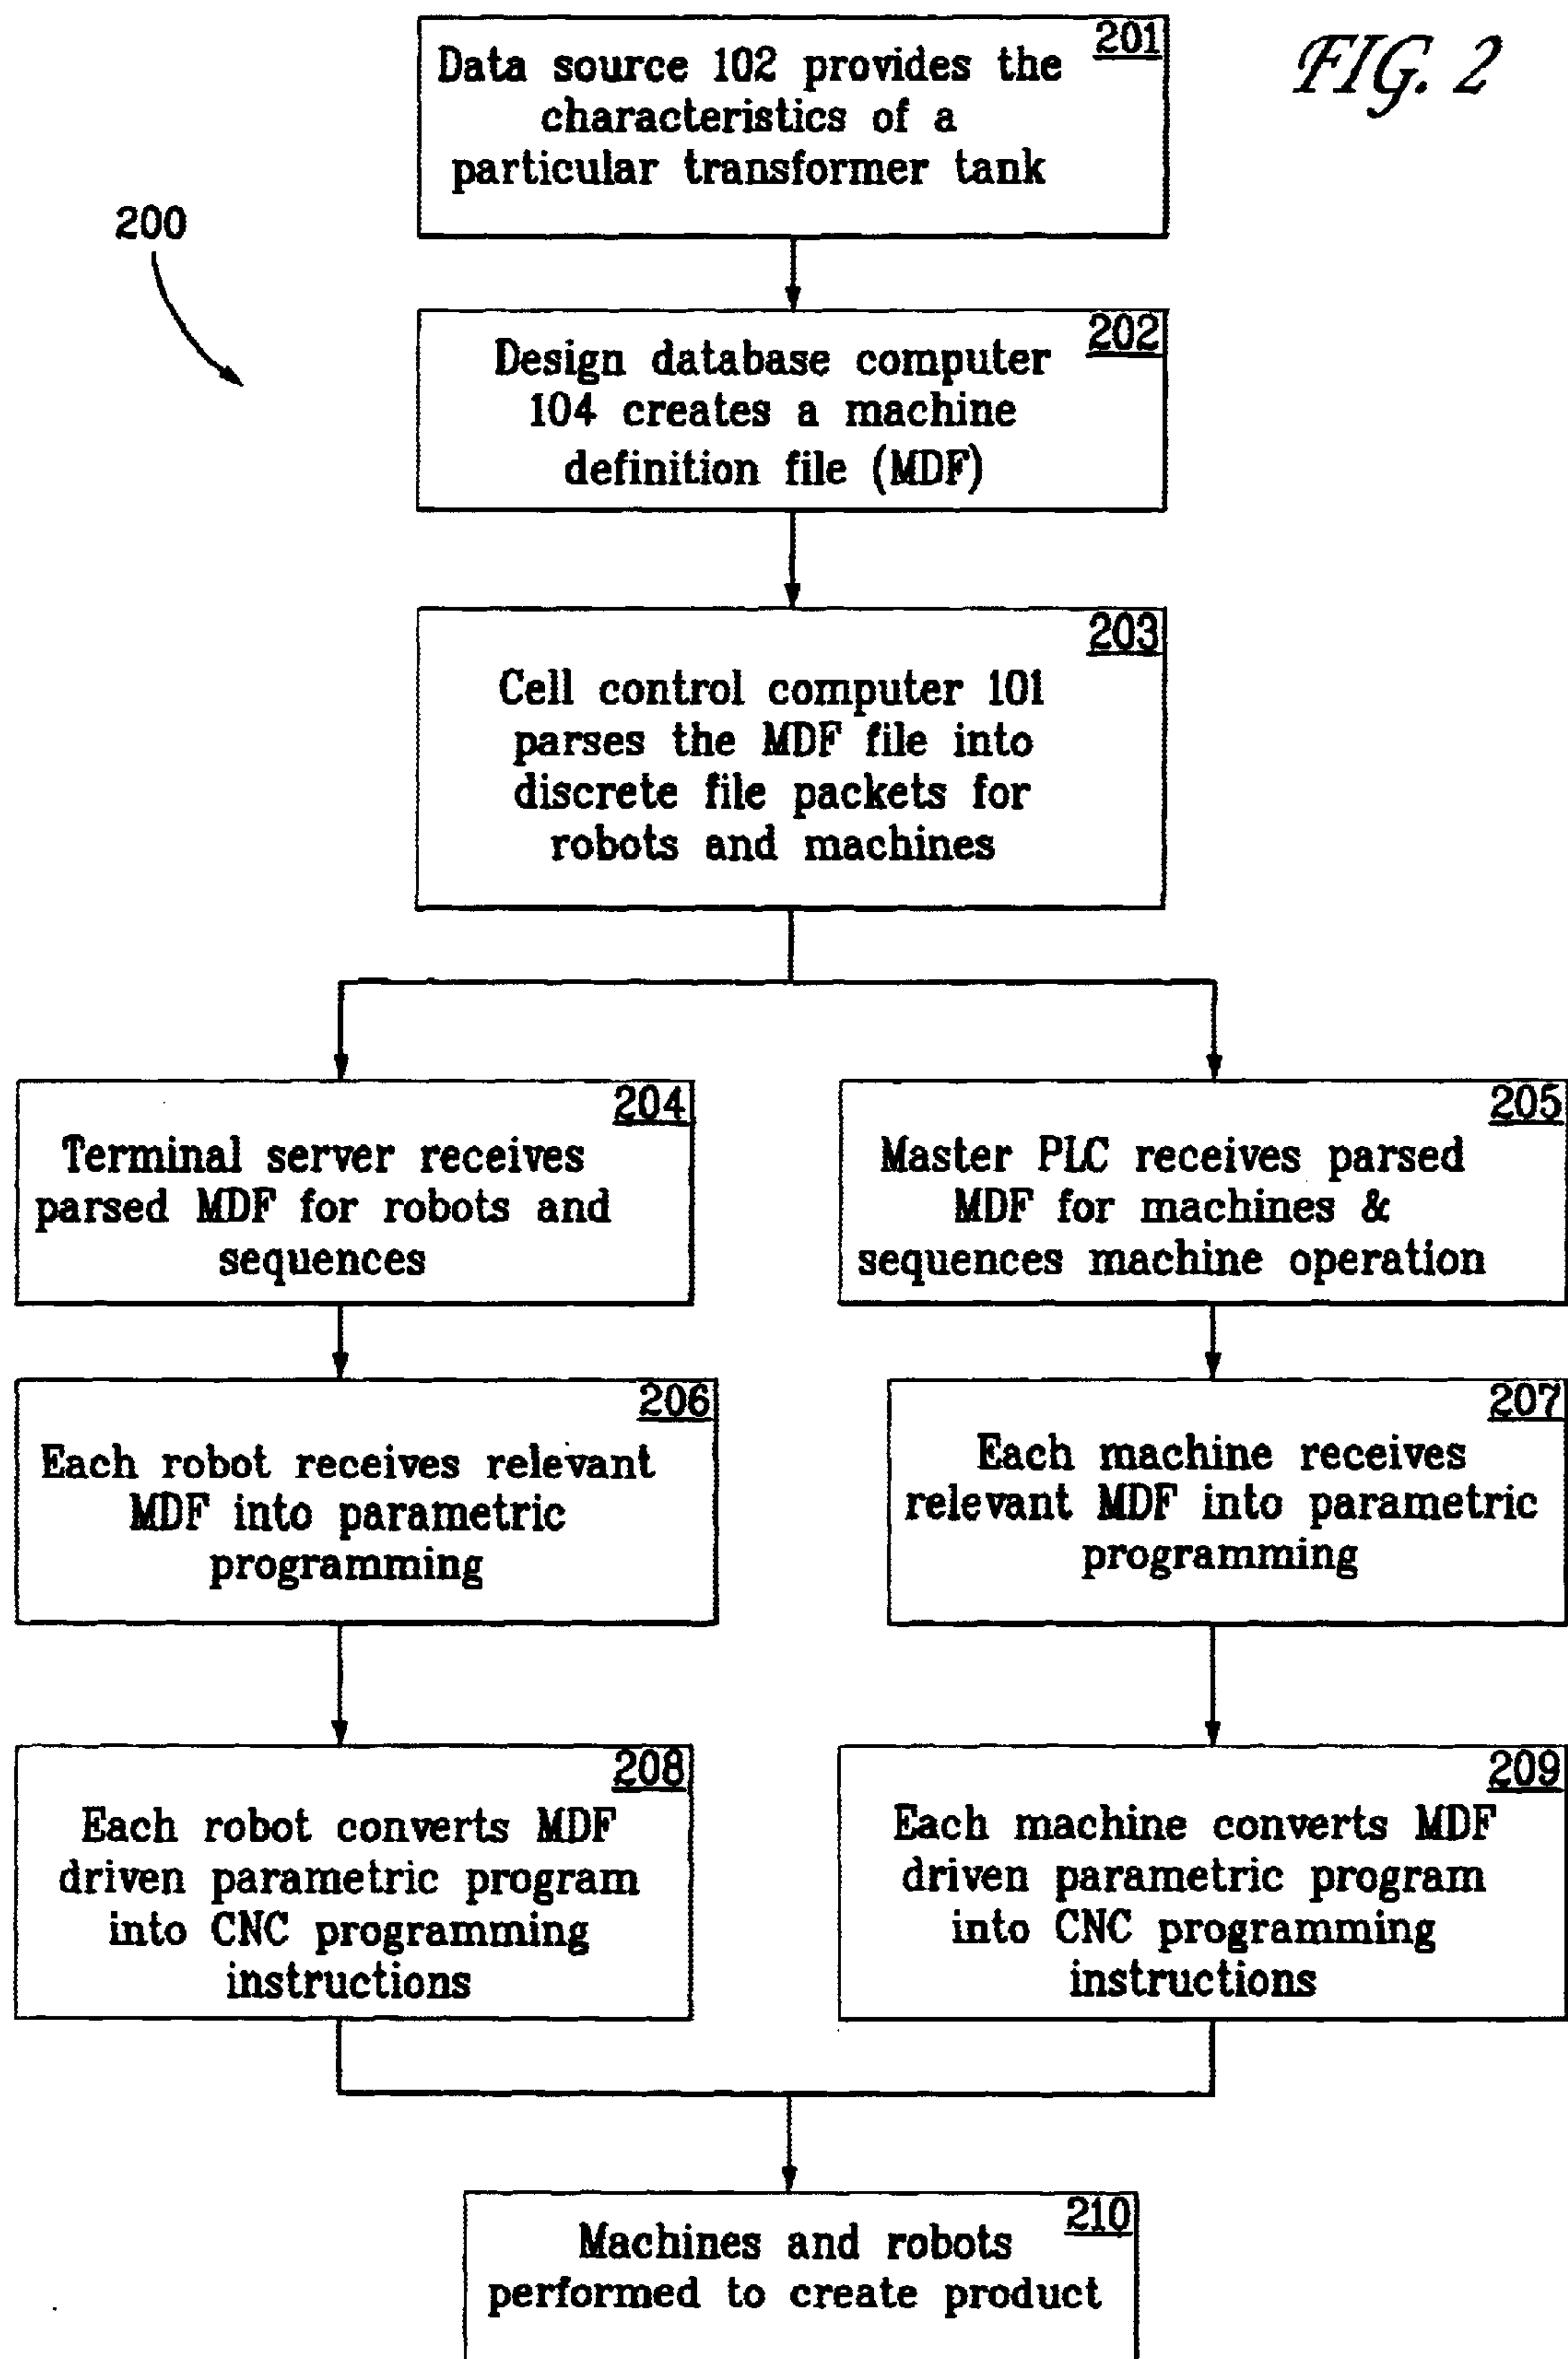 FIG. 2
200
201
Data source 102 provides the
characteristics of a
particular transformer tank
202
Design database computer
104 creates a machine
definition file (MDF)
203
Cell control computer 101
parses the MDF file into
discrete file packets for
robots and machines
204
Terminal server receives
parsed MDF for robots and
sequences
205
Master PLC receives parsed
MDF for machines &
sequences machine operation
206
Each robot receives relevant
MDF into parametric
programming
207
Each machine receives
relevant MDF into parametric
programming
208
Each robot converts MDF
driven parametric program
into CNC programming
instructions
209
Each machine converts MDF
driven parametric program
into CNC programming
instructions
210
Machines and robots
performed to create product